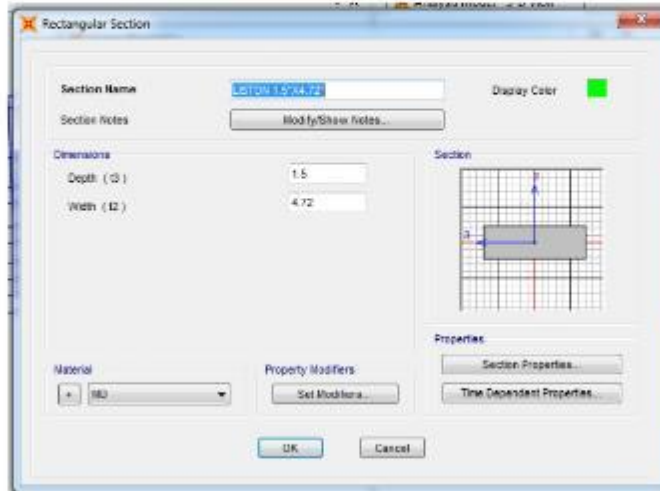 Rectangular Section
Section Name
LISTON 1.5"X4.72"
Display Color
Section Notes
Modify/Show Notes...
Dimensions
Depth ( t3 )
1.5
Width ( t2 )
4.72
Section
2
3
Properties
Section Properties...
Time Dependent Properties...
Material
+
Property Modifiers
Set Modifiers...
OK
Cancel